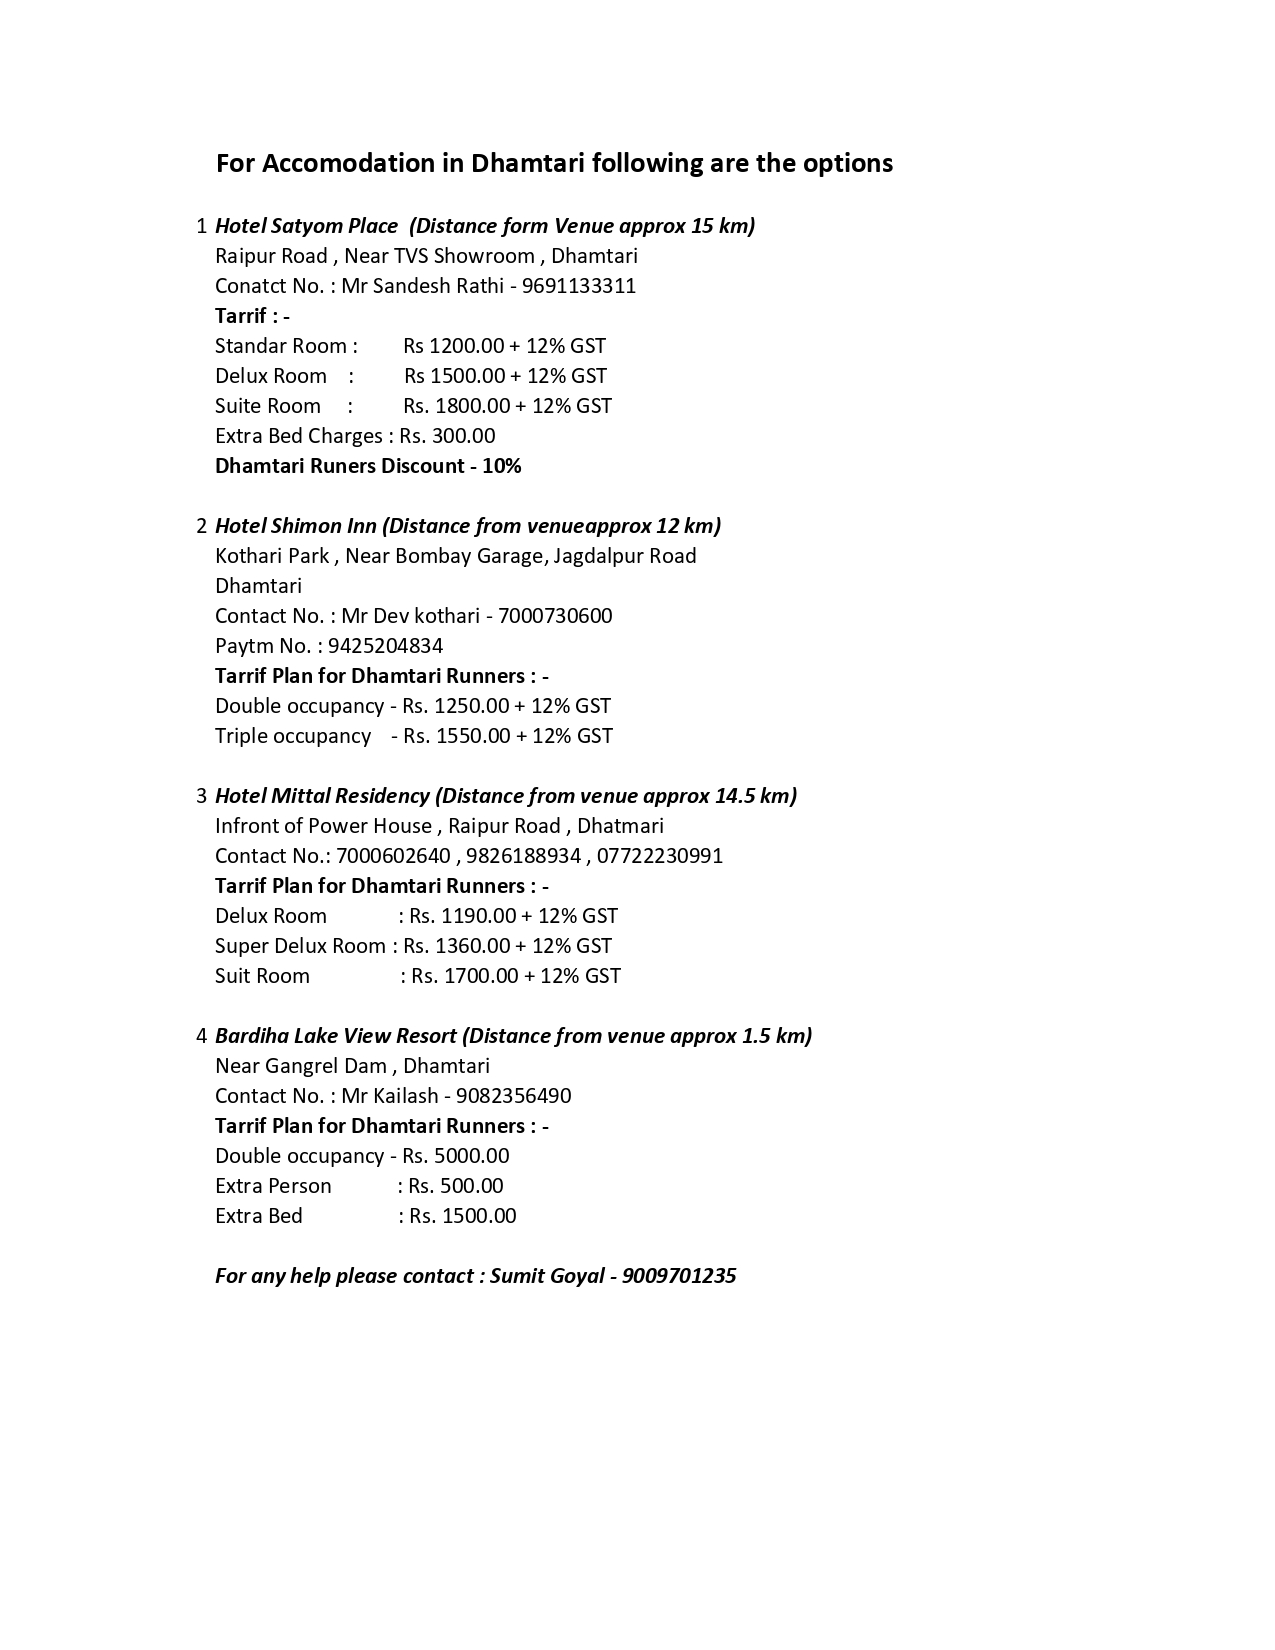 For Accomodation in Dhamtari following are the options
1 Hotel Satyom Place (Distance form Venue approx 15 km)
Raipur Road , Near TVS Showroom , Dhamtari
Conatct No. : Mr Sandesh Rathi - 9691133311
Tarrif : -
Standar Room : Rs 1200.00 + 12% GST
Delux Room : Rs 1500.00 + 12% GST
Suite Room : Rs. 1800.00 + 12% GST
Extra Bed Charges : Rs. 300.00
Dhamtari Runers Discount - 10%
2 Hotel Shimon Inn (Distance from venueapprox 12 km)
Kothari Park , Near Bombay Garage, Jagdalpur Road
Dhamtari
Contact No. : Mr Dev kothari - 7000730600
Paytm No. : 9425204834
Tarrif Plan for Dhamtari Runners : -
Double occupancy - Rs. 1250.00 + 12% GST
Triple occupancy - Rs. 1550.00 + 12% GST
3 Hotel Mittal Residency (Distance from venue approx 14.5 km)
Infront of Power House , Raipur Road , Dhatmari
Contact No.: 7000602640 , 9826188934 , 07722230991
Tarrif Plan for Dhamtari Runners : -
Delux Room : Rs. 1190.00 + 12% GST
Super Delux Room : Rs. 1360.00 + 12% GST
Suit Room : Rs. 1700.00 + 12% GST
4 Bardiha Lake View Resort (Distance from venue approx 1.5 km)
Near Gangrel Dam , Dhamtari
Contact No. : Mr Kailash - 9082356490
Tarrif Plan for Dhamtari Runners : -
Double occupancy - Rs. 5000.00
Extra Person : Rs. 500.00
Extra Bed : Rs. 1500.00
For any help please contact : Sumit Goyal - 9009701235